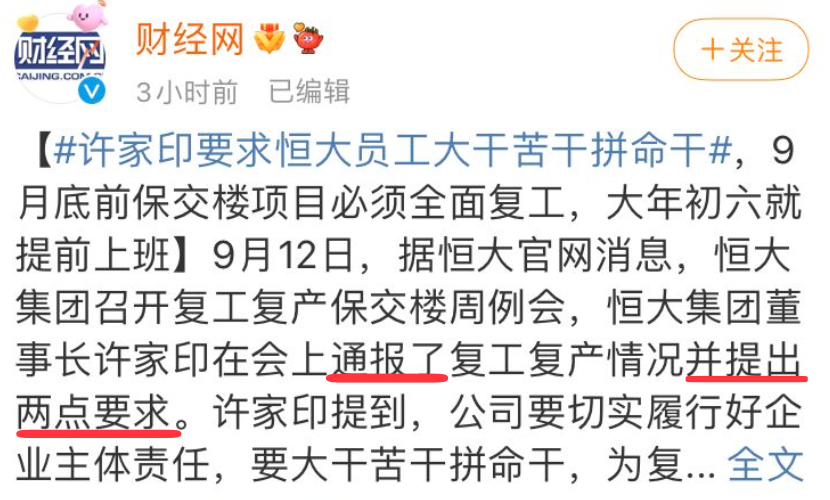 财经网
财经网
CAIJING.COM.CN
3小时前 已编辑
+关注
【#许家印要求恒大员工大干苦干拼命干#，9
月底前保交楼项目必须全面复工，大年初六就
提前上班】9月12日，据恒大官网消息，恒大
集团召开复工复产保交楼周例会，恒大集团董
事长许家印在会上通报了复工复产情况并提出
两点要求。许家印提到，公司要切实履行好企
业主体责任，要大干苦干拼命干，为复... 全文